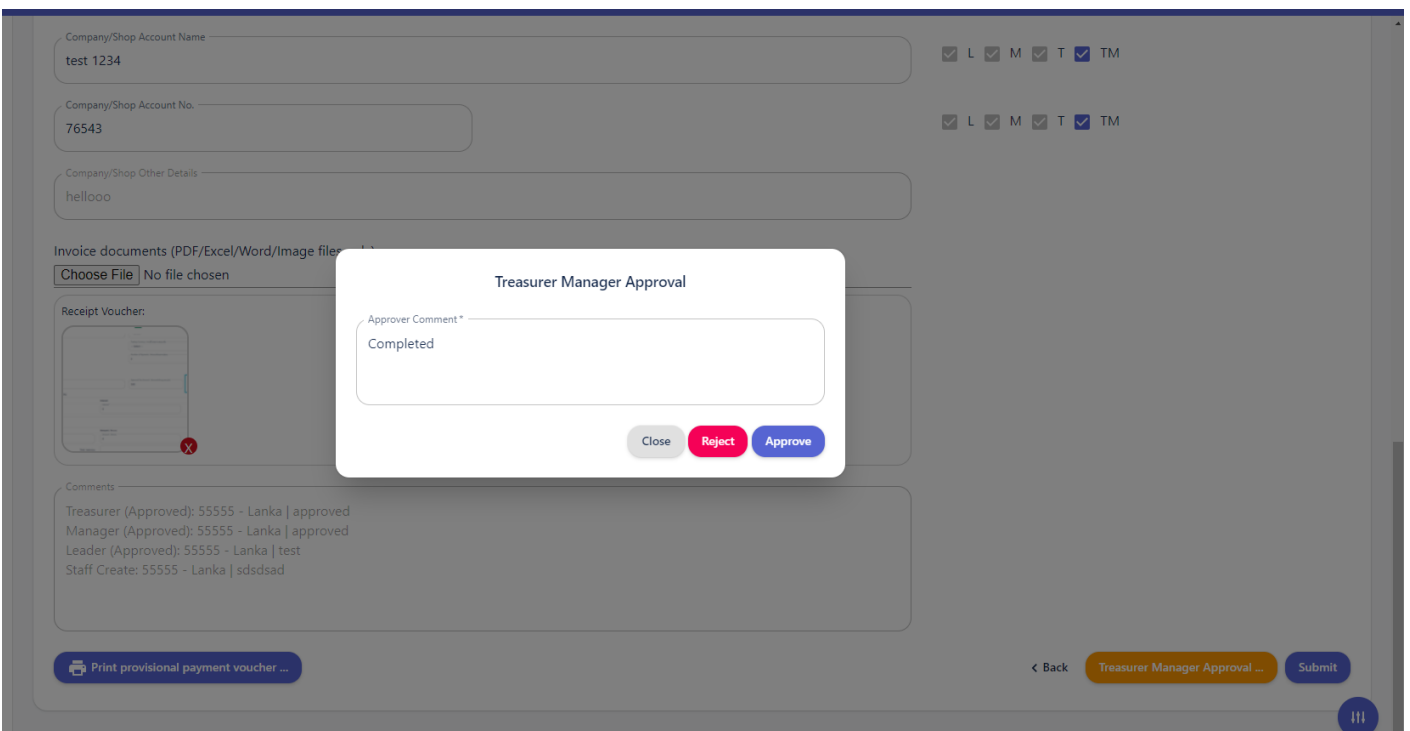 Company/Shop Account Name
test 1234
L M T TM
Company/Shop Account No.
76543
L M T TM
Company/Shop Other Details
hellooo
Invoice documents (PDF/Excel/Word/Image files
Choose File No file chosen
Receipt Voucher:
X
Treasurer Manager Approval
Approver Comment *
Completed
Close Reject Approve
Comments
Treasurer (Approved): 55555 - Lanka | approved
Manager (Approved): 55555 - Lanka | approved
Leader (Approved): 55555 - Lanka | test
Staff Create: 55555 - Lanka | sdsdsad
Print provisional payment voucher ...
Back Treasurer Manager Approval ... Submit